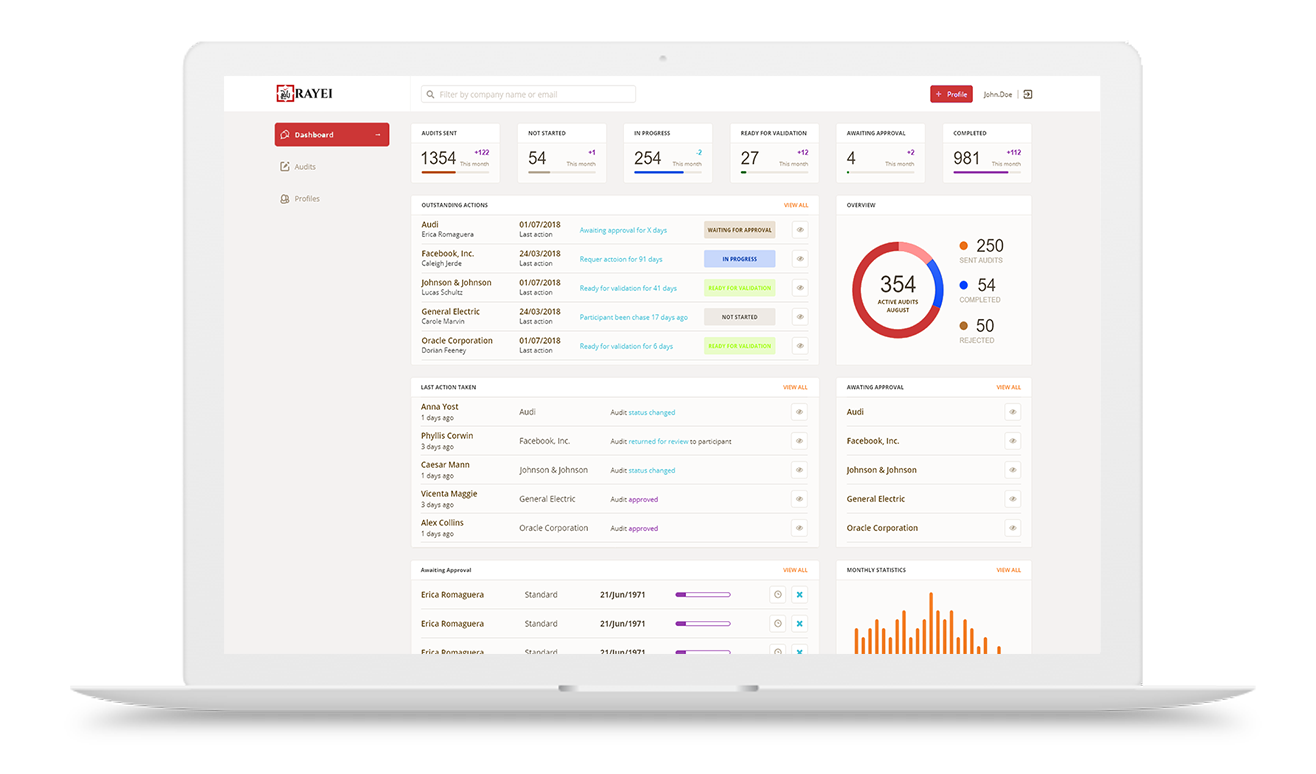 RAYEI
Filter by company name or email
+ Profile
John.Doe
Dashboard
Audits
Profiles
AUDITS SENT
1354
+122
This month
NOT STARTED
54
+1
This month
IN PROGRESS
254
-2
This month
READY FOR VALIDATION
27
+12
This month
AWAITING APPROVAL
4
+2
This month
COMPLETED
981
+112
This month
OUTSTANDING ACTIONS
VIEW ALL
Audi
Erica Romaguera
01/07/2018
Last action
Awaiting approval for X days
WAITING FOR APPROVAL
Facebook, Inc.
Caleigh Jerde
24/03/2018
Last action
Requer actoion for 91 days
IN PROGRESS
Johnson & Johnson
Lucas Schultz
01/07/2018
Last action
Ready for validation for 41 days
READY FOR VALIDATION
General Electric
Carole Marvin
24/03/2018
Last action
Participant been chase 17 days ago
NOT STARTED
Oracle Corporation
Dorian Feeney
01/07/2018
Last action
Ready for validation for 6 days
READY FOR VALIDATION
OVERVIEW
354
ACTIVE AUDITS
AUGUST
250
SENT AUDITS
54
COMPLETED
50
REJECTED
LAST ACTION TAKEN
VIEW ALL
Anna Yost
1 days ago
Audi
Audit status changed
Phyllis Corwin
3 days ago
Facebook, Inc.
Audit returned for review to participant
Caesar Mann
1 days ago
Johnson & Johnson
Audit status changed
Vicenta Maggie
3 days ago
General Electric
Audit approved
Alex Collins
1 days ago
Oracle Corporation
Audit approved
AWATING APPROVAL
VIEW ALL
Audi
Facebook, Inc.
Johnson & Johnson
General Electric
Oracle Corporation
Awaiting Approval
VIEW ALL
Erica Romaguera
Standard
21/Jun/1971
Erica Romaguera
Standard
21/Jun/1971
Erica Romaguera
Standard
21/Jun/1971
MONTHLY STATISTICS
VIEW ALL